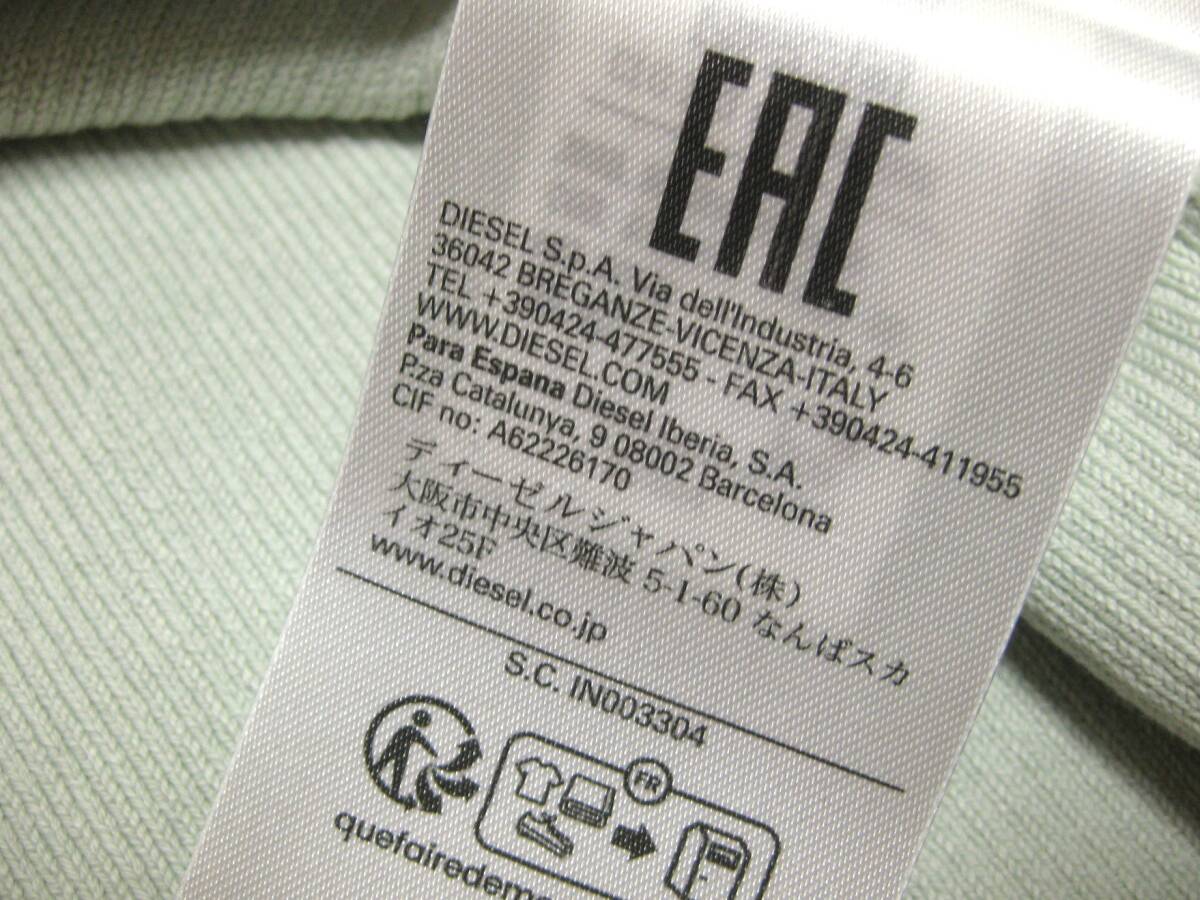 EAC
DIESEL S.p.A. Via dell'Industria, 4-6
36042 BREGANZE-VICENZA-ITALY
TEL +390424-477555 - FAX +390424-411955
WWW.DIESEL.COM
Para Espana Diesel Iberia, S.A.
Pza Catalunya, 9 08002 Barcelona
CIF no: A62226170
ディーゼルジャパン(株)
大阪市中央区難波 5-1-60 なんばスカ
イオ25F
www.diesel.co.jp
S.C. IN003304
FR
quefairedeme